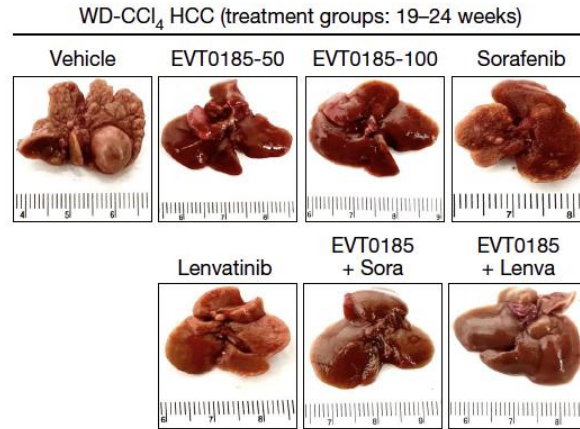 WD-CCl₄ HCC (treatment groups: 19–24 weeks)
Vehicle EVT0185-50 EVT0185-100 Sorafenib
4 5 6
6 7 8
6 7 8 9
7 8
Lenvatinib EVT0185 + Sora EVT0185 + Lenva
6 7 8
7 8 9
6 7 8